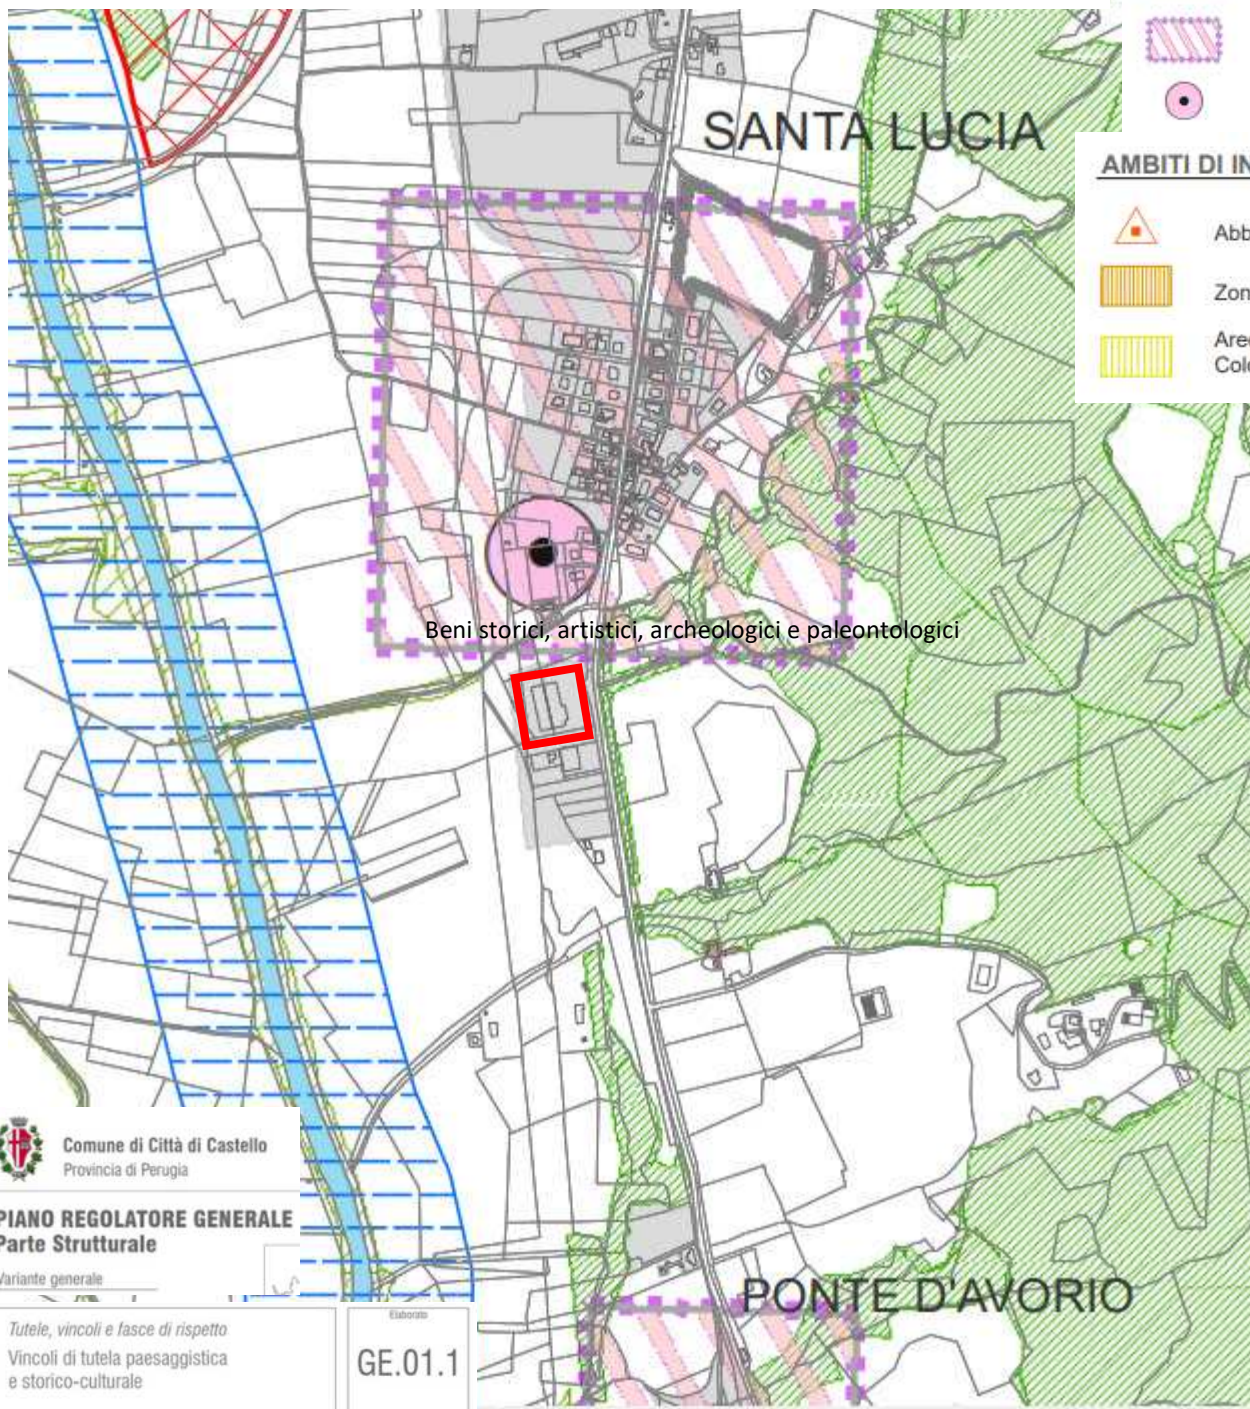 SANTA LUCIA
AMBITI DI IN
Abb
Zon
Aree
Colo
Beni storici, artistici, archeologici e paleontologici
Comune di Città di Castello
Provincia di Perugia
PIANO REGOLATORE GENERALE
Parte Strutturale
Variante generale
PONTE D'AVORIO
Tutele, vincoli e fasce di rispetto
Vincoli di tutela paesaggistica
e storico-culturale
Elaborato
GE.01.1